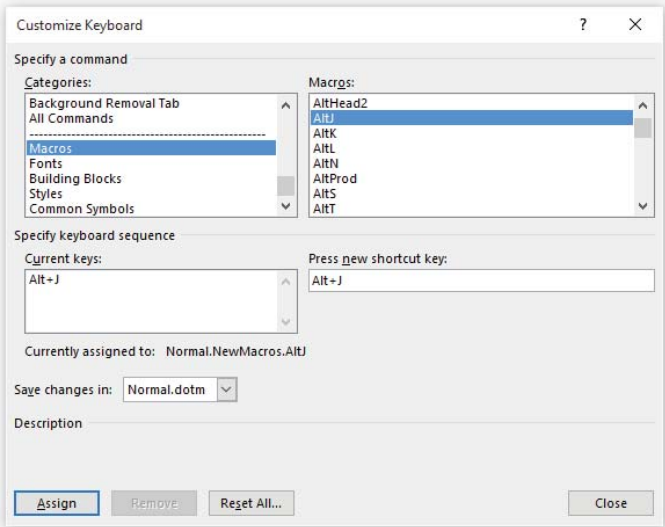 Customize Keyboard ? ×
Specify a command
Categories: Macros:
Background Removal Tab
All Commands
------------------------------------------------------
Macros
Fonts
Building Blocks
Styles
Common Symbols
AltHead2
AltJ
AltK
AltL
AltN
AltProd
AltS
AltT
Specify keyboard sequence
Current keys: Press new shortcut key:
Alt+J Alt+J
Currently assigned to: Normal.NewMacros.AltJ
Save changes in: Normal.dotm
Description
Assign Remove Reset All... Close